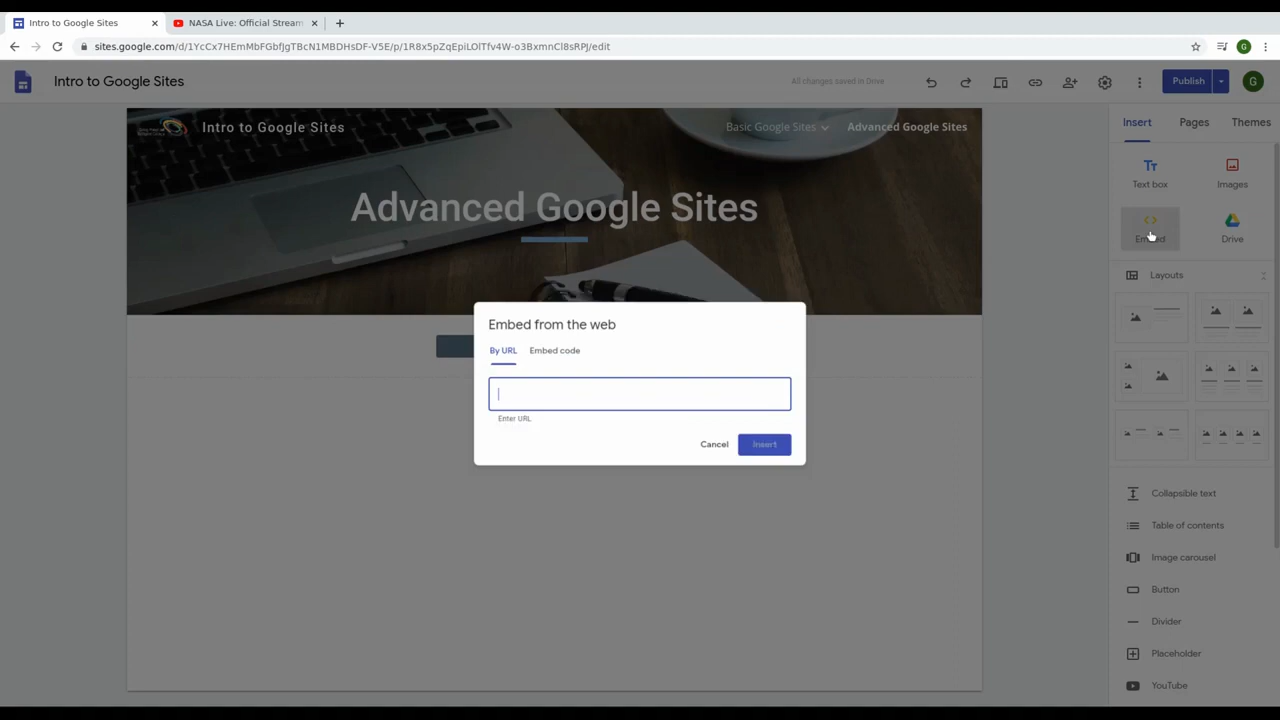 Intro to Google Sites
NASA Live: Official Stream
sites.google.com/d/1YcCx7HEmMbFGbfJgTBcN1MBDHsDF-V5E/p/1R8x5pZqEpiLOlTfv4W-o3BxmnCl8sRPJ/edit
G
Intro to Google Sites
All changes saved in Drive
Publish
G
Intro to Google Sites
Basic Google Sites
Advanced Google Sites
Advanced Google Sites
Insert
Pages
Themes
Text box
Images
Embed
Drive
Layouts
Embed from the web
By URL
Embed code
Enter URL
Cancel
Insert
Collapsible text
Table of contents
Image carousel
Button
Divider
Placeholder
YouTube